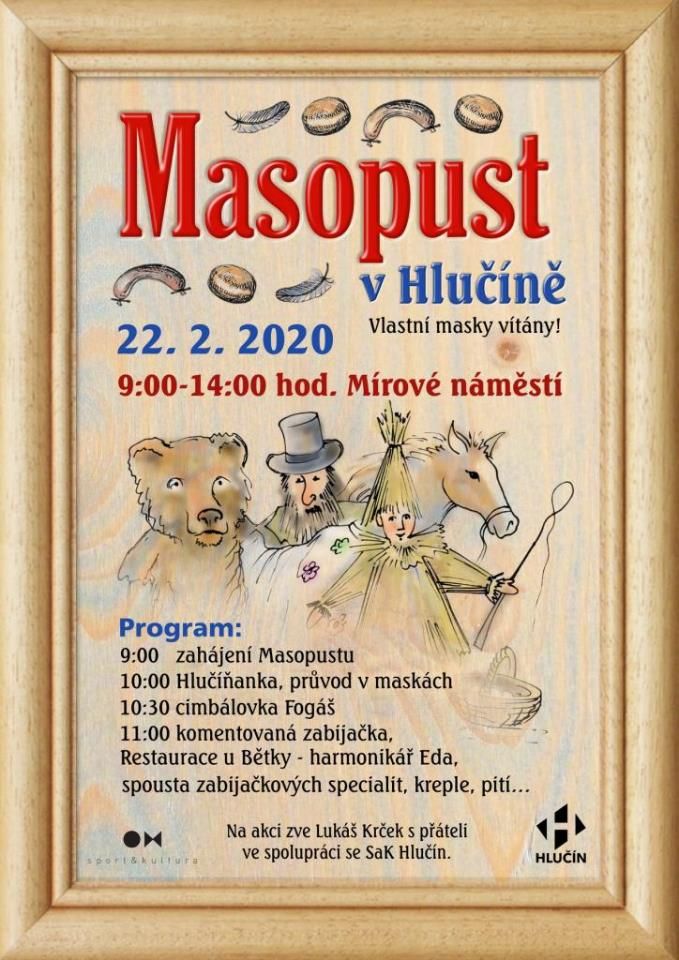 Masopust
v Hlučíně
Vlastní masky vítány!
22. 2. 2020
9:00-14:00 hod. Mírové náměstí
Program:
9:00 zahájení Masopustu
10:00 Hlučíňanka, průvod v maskách
10:30 cimbálovka Fogáš
11:00 komentovaná zabijačka,
Restaurace u Bětky - harmonikář Eda,
spousta zabijačkových specialit, kreple, pití...
Na akci zve Lukáš Krček s přáteli
ve spolupráci se SaK Hlučín.
sport&kultura
HLUČÍN